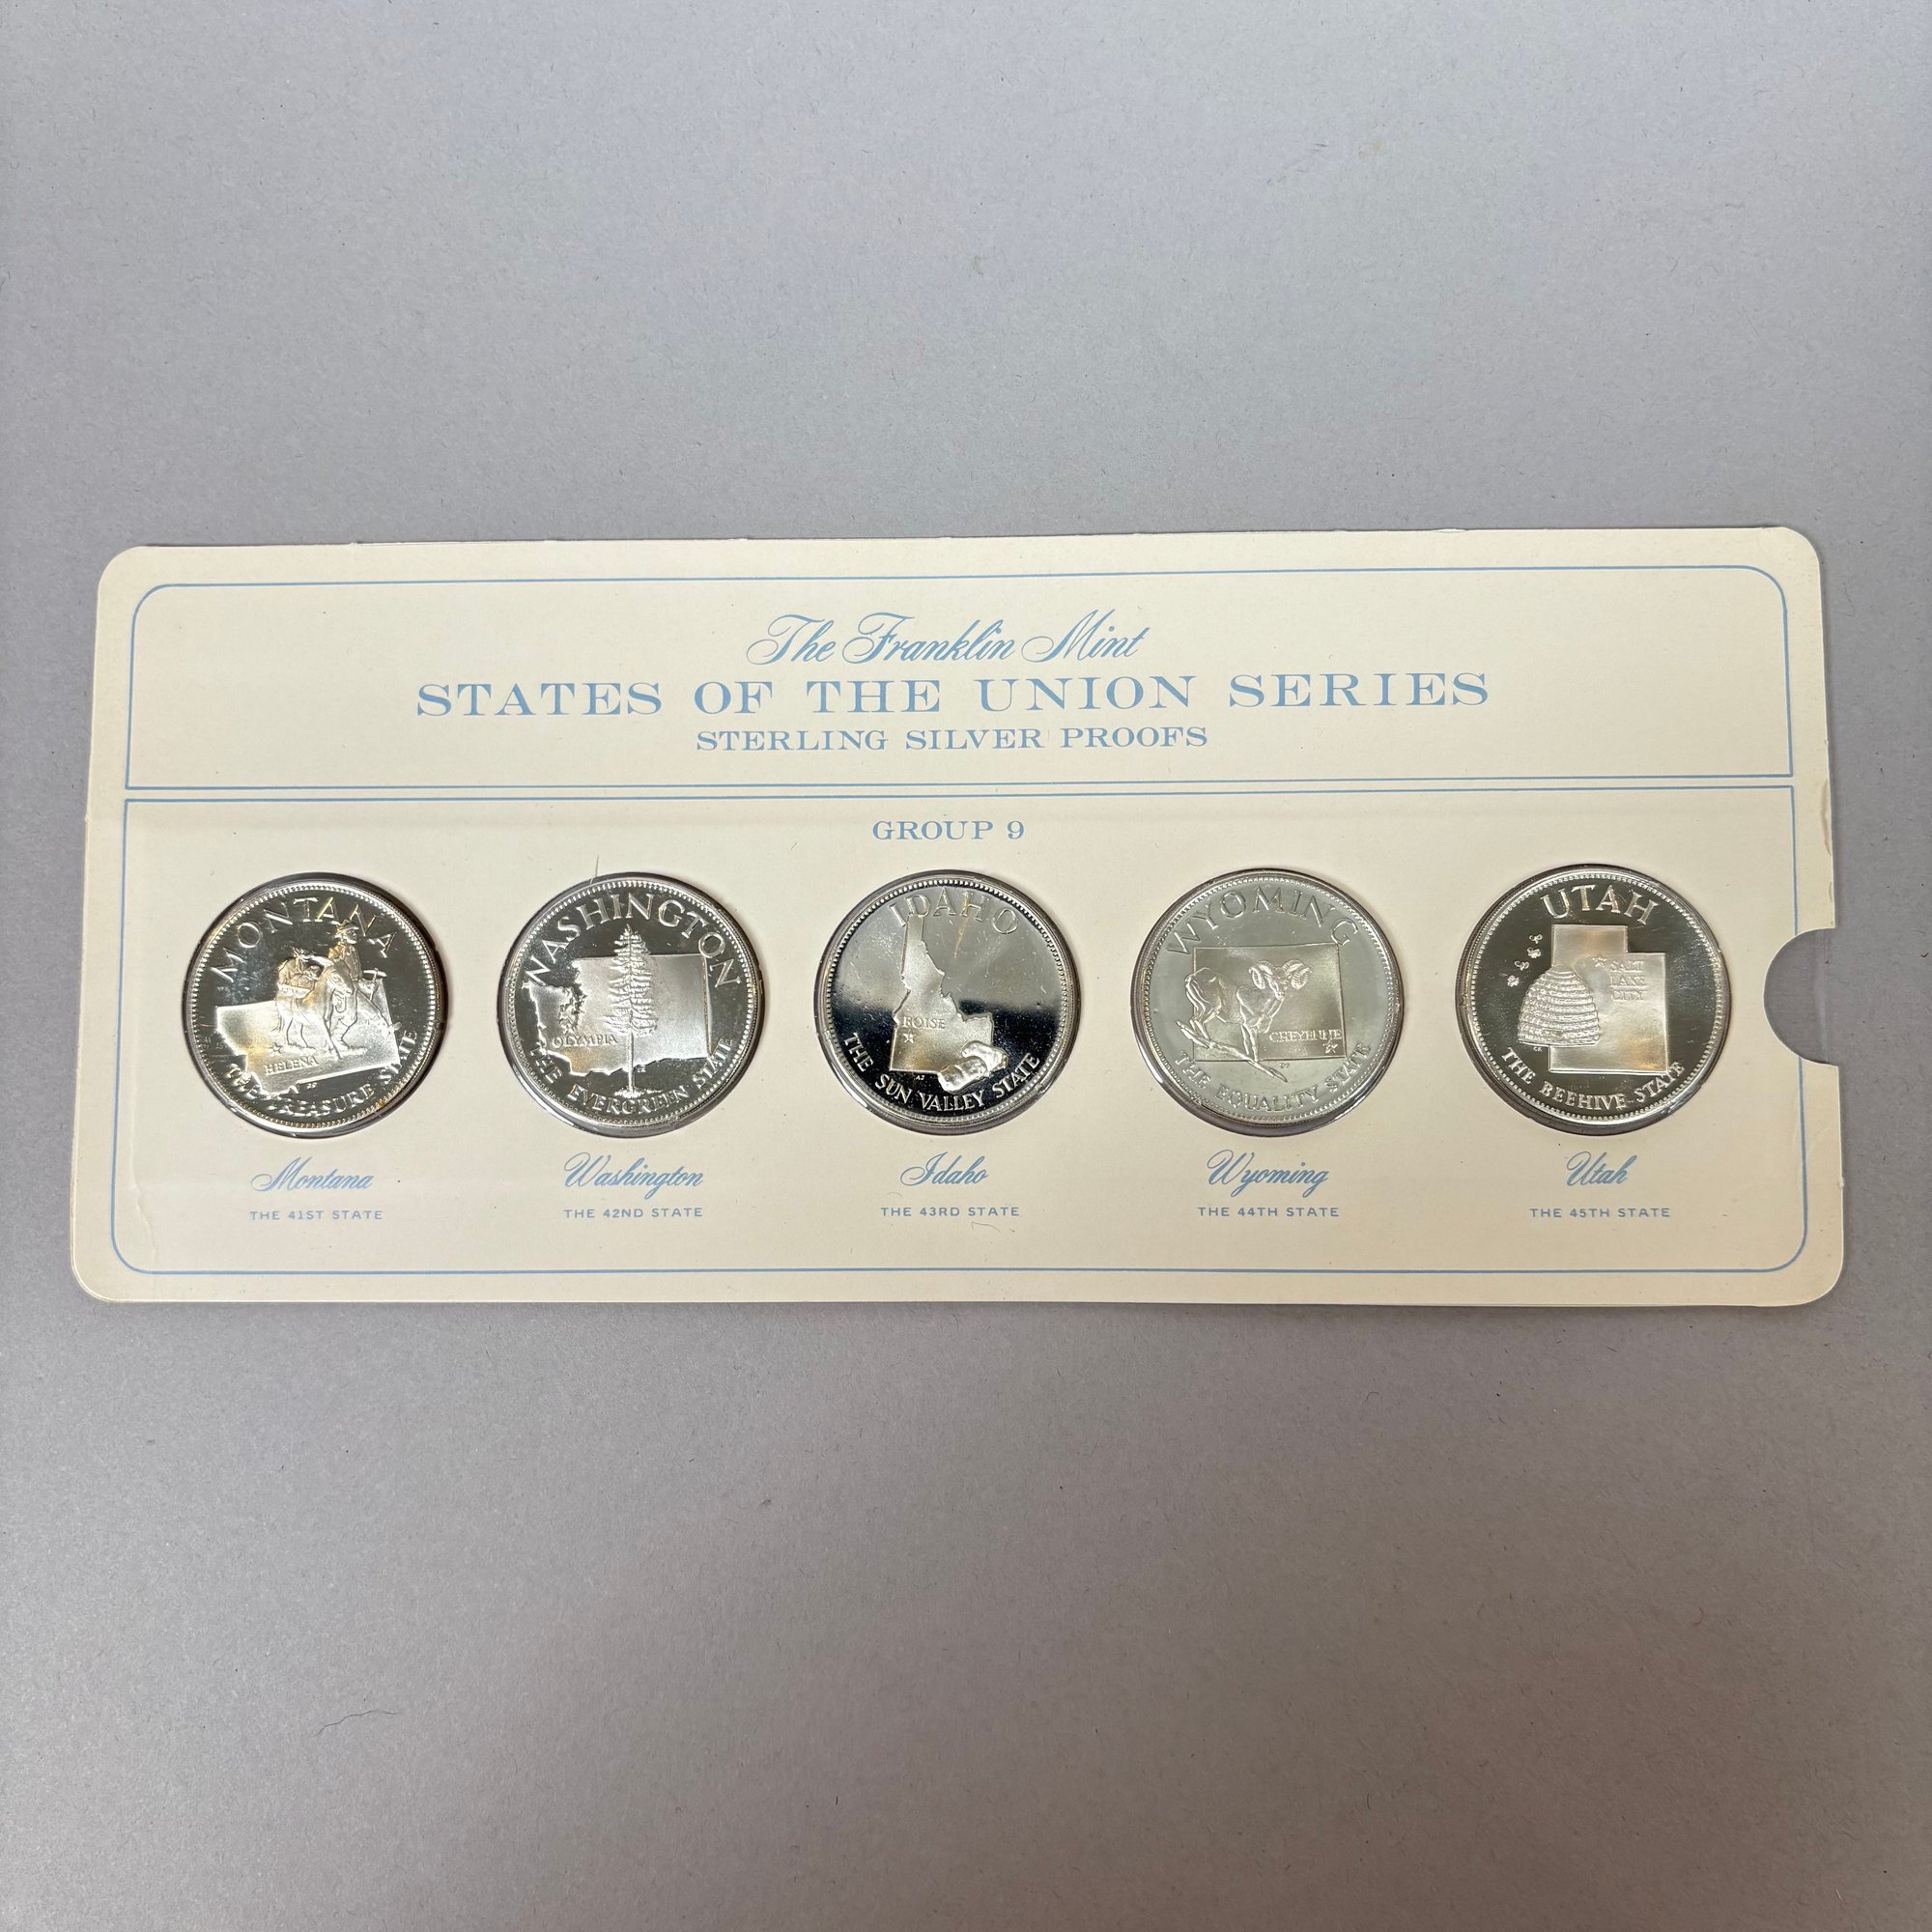 The Franklin Mint
STATES OF THE UNION SERIES
STERLING SILVER PROOFS
GROUP 9
MONTANA
HELENA
THE TREASURE STATE
WASHINGTON
OLYMPIA
THE EVERGREEN STATE
IDAHO
BOISE
THE SUN VALLEY STATE
WYOMING
CHEYENNE
THE EQUALITY STATE
UTAH
SALT
LAKE
CITY
THE BEEHIVE STATE
Montana
THE 41ST STATE
Washington
THE 42ND STATE
Idaho
THE 43RD STATE
Wyoming
THE 44TH STATE
Utah
THE 45TH STATE